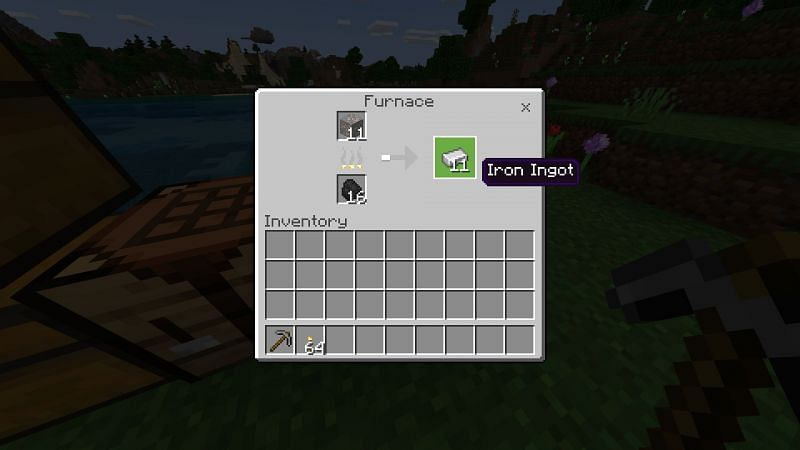 Furnace
11
11
Iron Ingot
16
Inventory
64